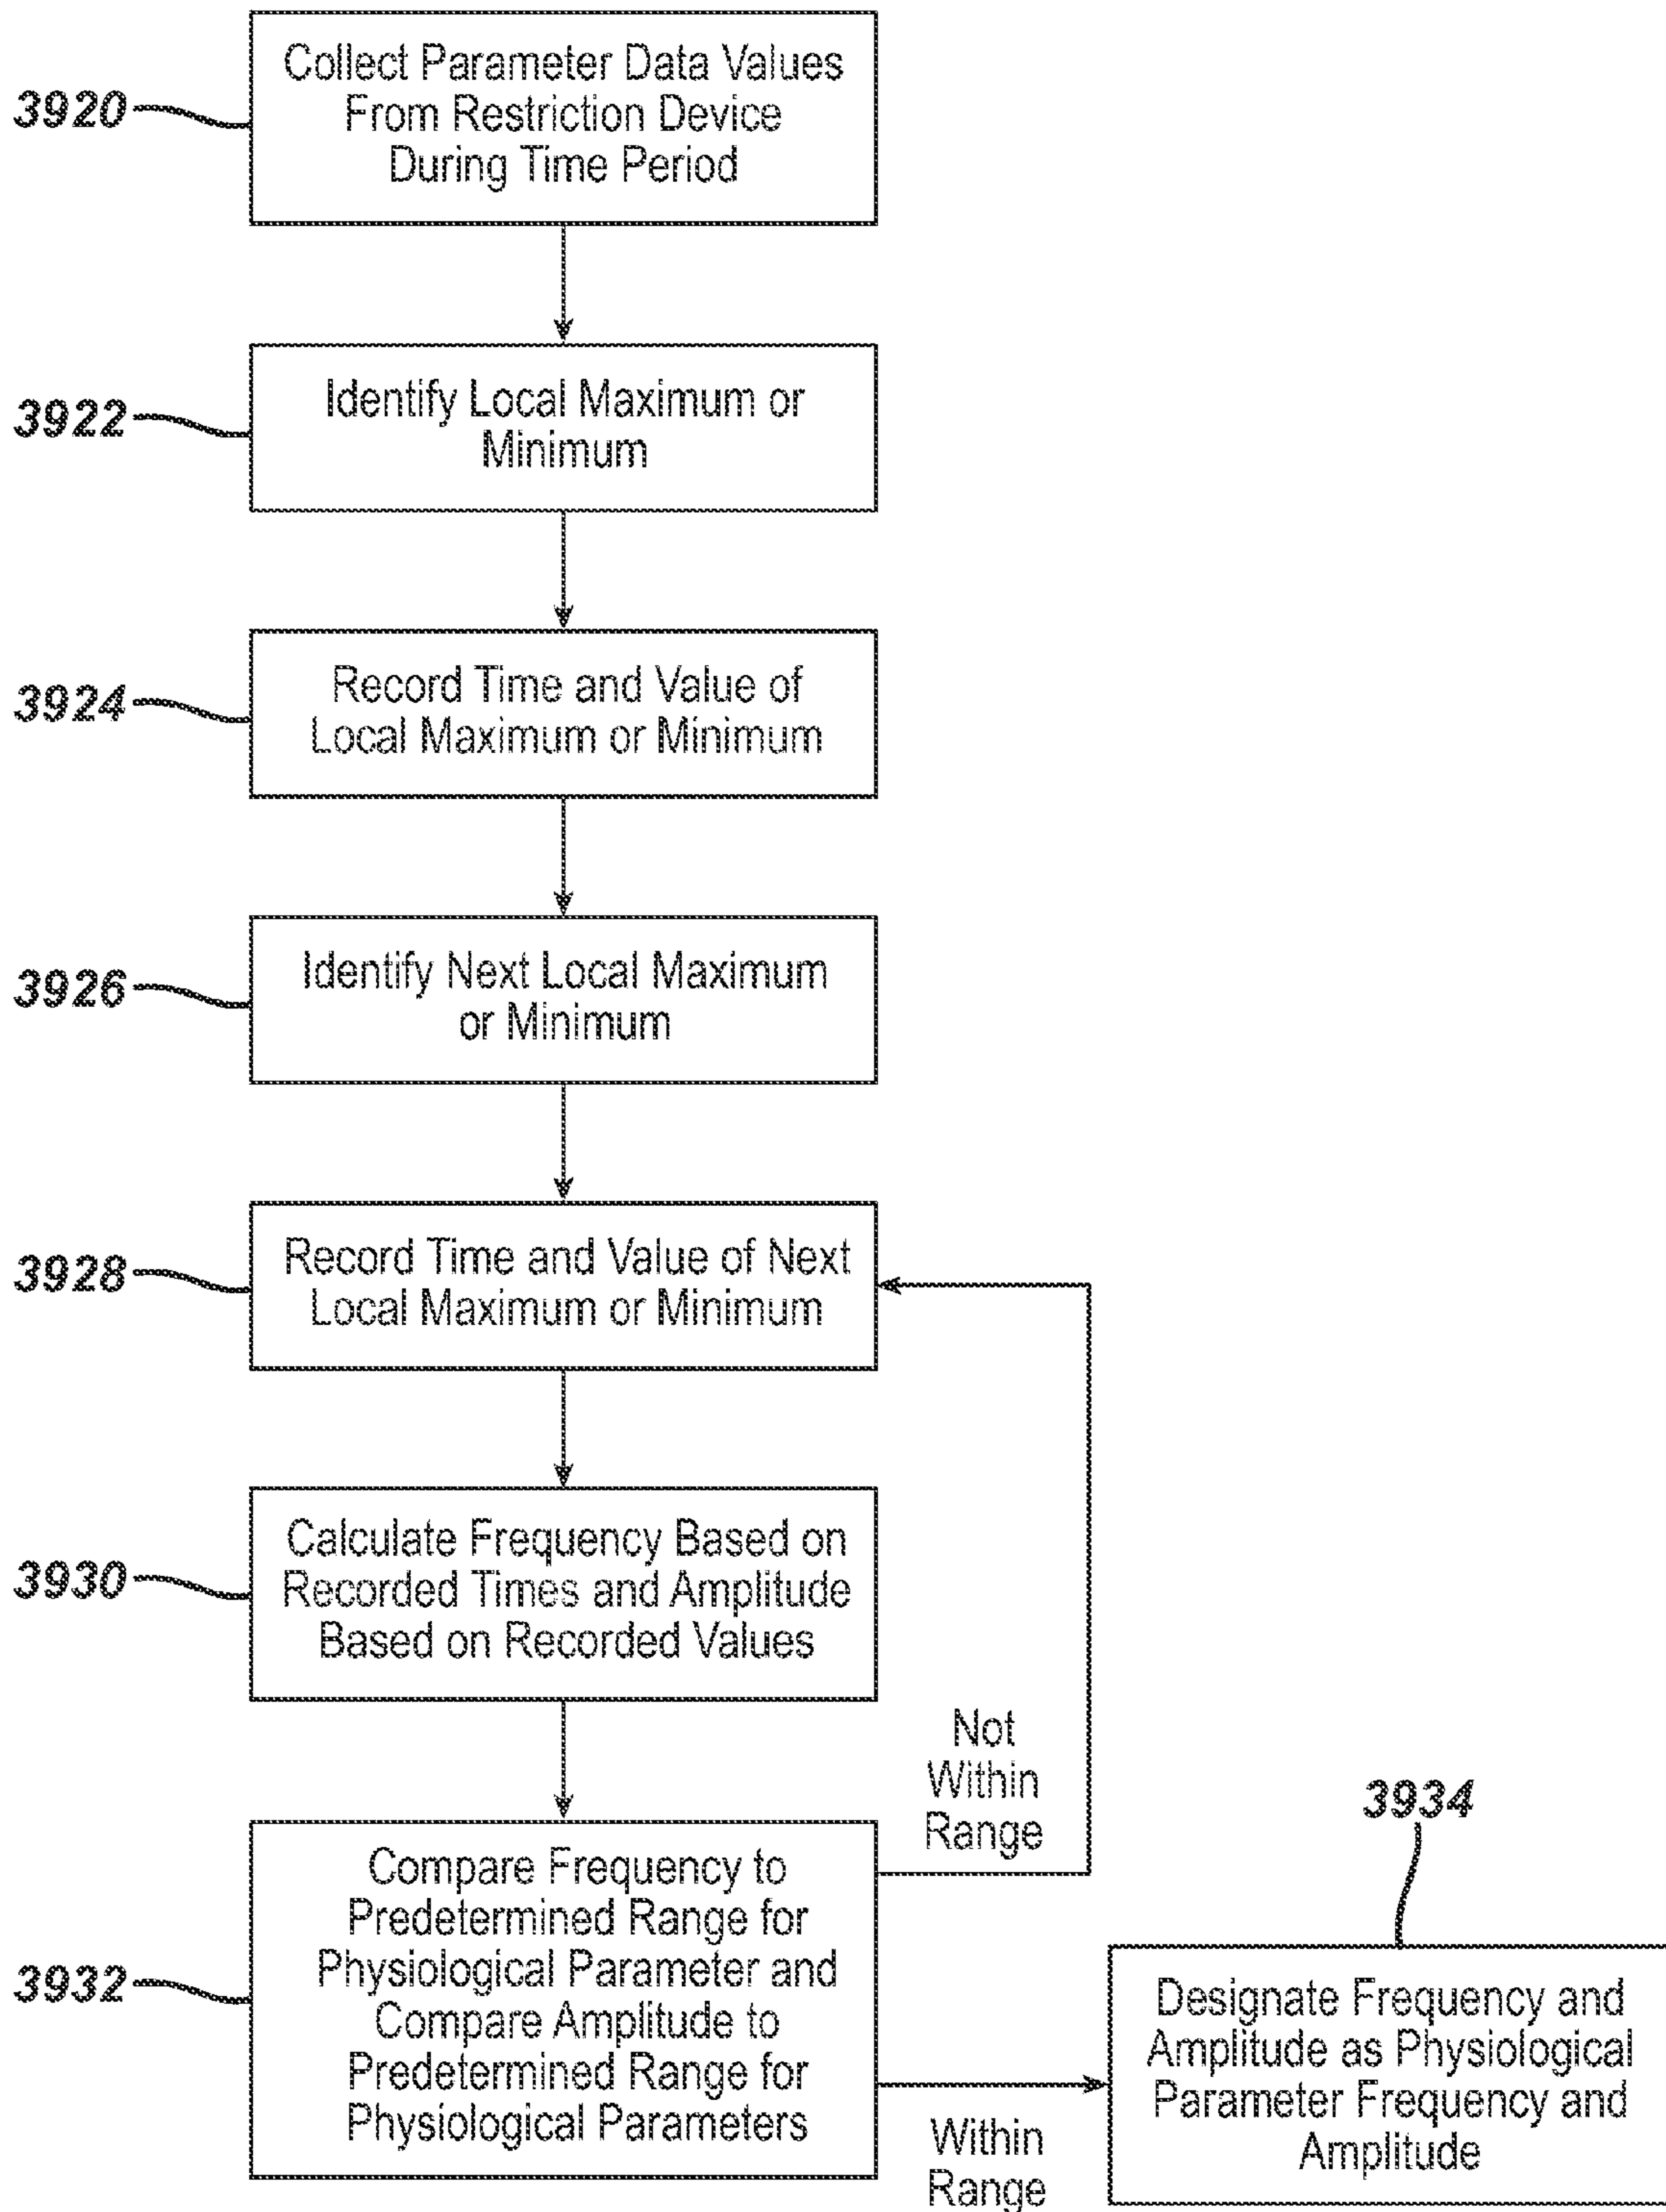 3920
Collect Parameter Data Values
From Restriction Device
During Time Period
3922
Identify Local Maximum or
Minimum
3924
Record Time and Value of
Local Maximum or Minimum
3926
Identify Next Local Maximum
or Minimum
3928
Record Time and Value of Next
Local Maximum or Minimum
3930
Calculate Frequency Based on
Recorded Times and Amplitude
Based on Recorded Values
Not
Within
Range
3932
Compare Frequency to
Predetermined Range for
Physiological Parameter and
Compare Amplitude to
Predetermined Range for
Physiological Parameters
Within
Range
3934
Designate Frequency and
Amplitude as Physiological
Parameter Frequency and
Amplitude